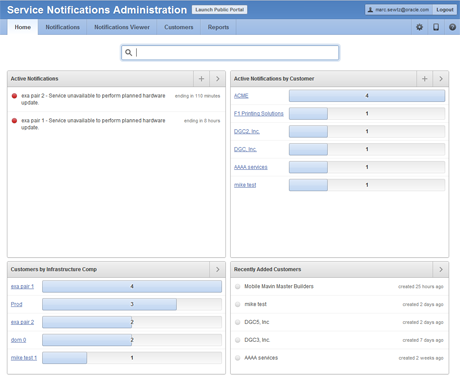 Service Notifications Administration
Launch Public Portal
marc.sewtz@oracle.com
Logout
Home
Notifications
Notifications Viewer
Customers
Reports
Active Notifications
exa pair 2 - Service unavailable to perform planned hardware
update.
ending in 110 minutes
exa pair 1 - Service unavailable to perform planned hardware
update.
ending in 8 hours
Active Notifications by Customer
ACME 4
F1 Printing Solutions 1
DGC2, Inc. 1
DGC, Inc. 1
AAAA services 1
mike test 1
Customers by Infrastructure Comp
exa pair 1 4
Prod 3
exa pair 2 2
dom 0 2
mike test 1 1
Recently Added Customers
Mobile Mavin Master Builders created 25 hours ago
mike test created 2 days ago
DGC5, Inc created 2 days ago
DGC3, Inc. created 7 days ago
AAAA services created 2 weeks ago